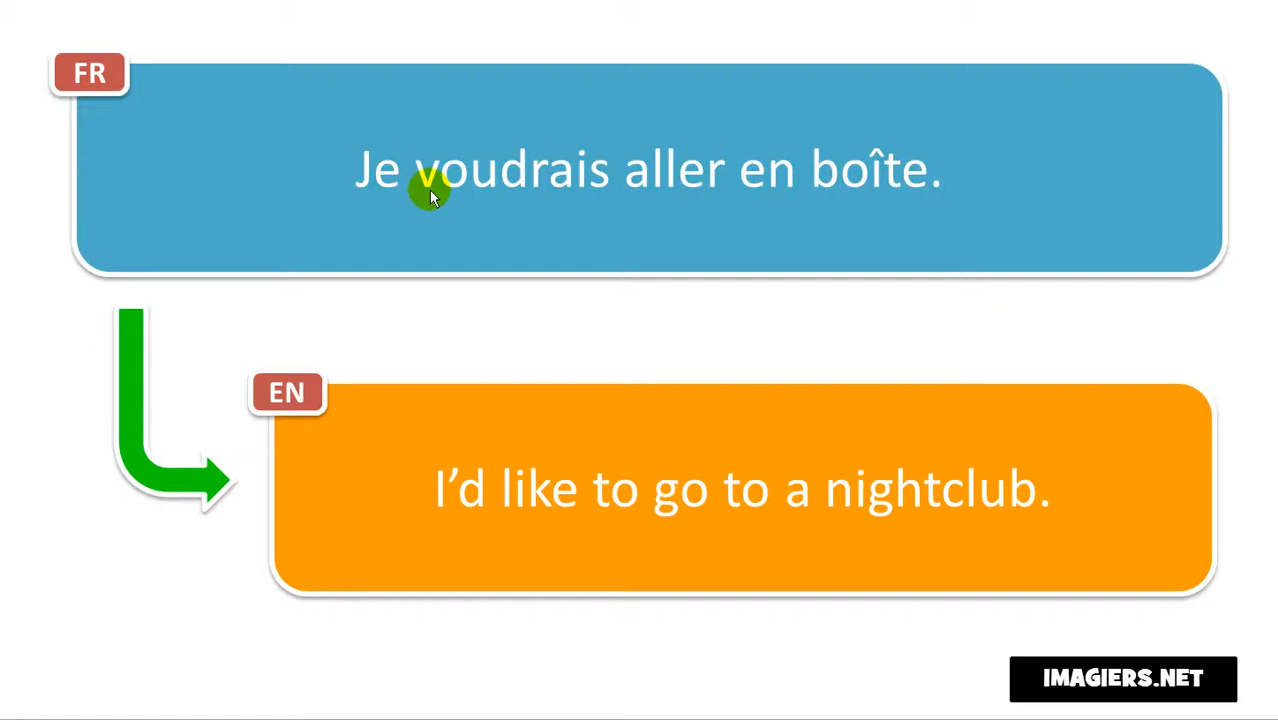 FR
Je voudrais aller en boîte.
EN
I’d like to go to a nightclub.
IMAGIERS.NET